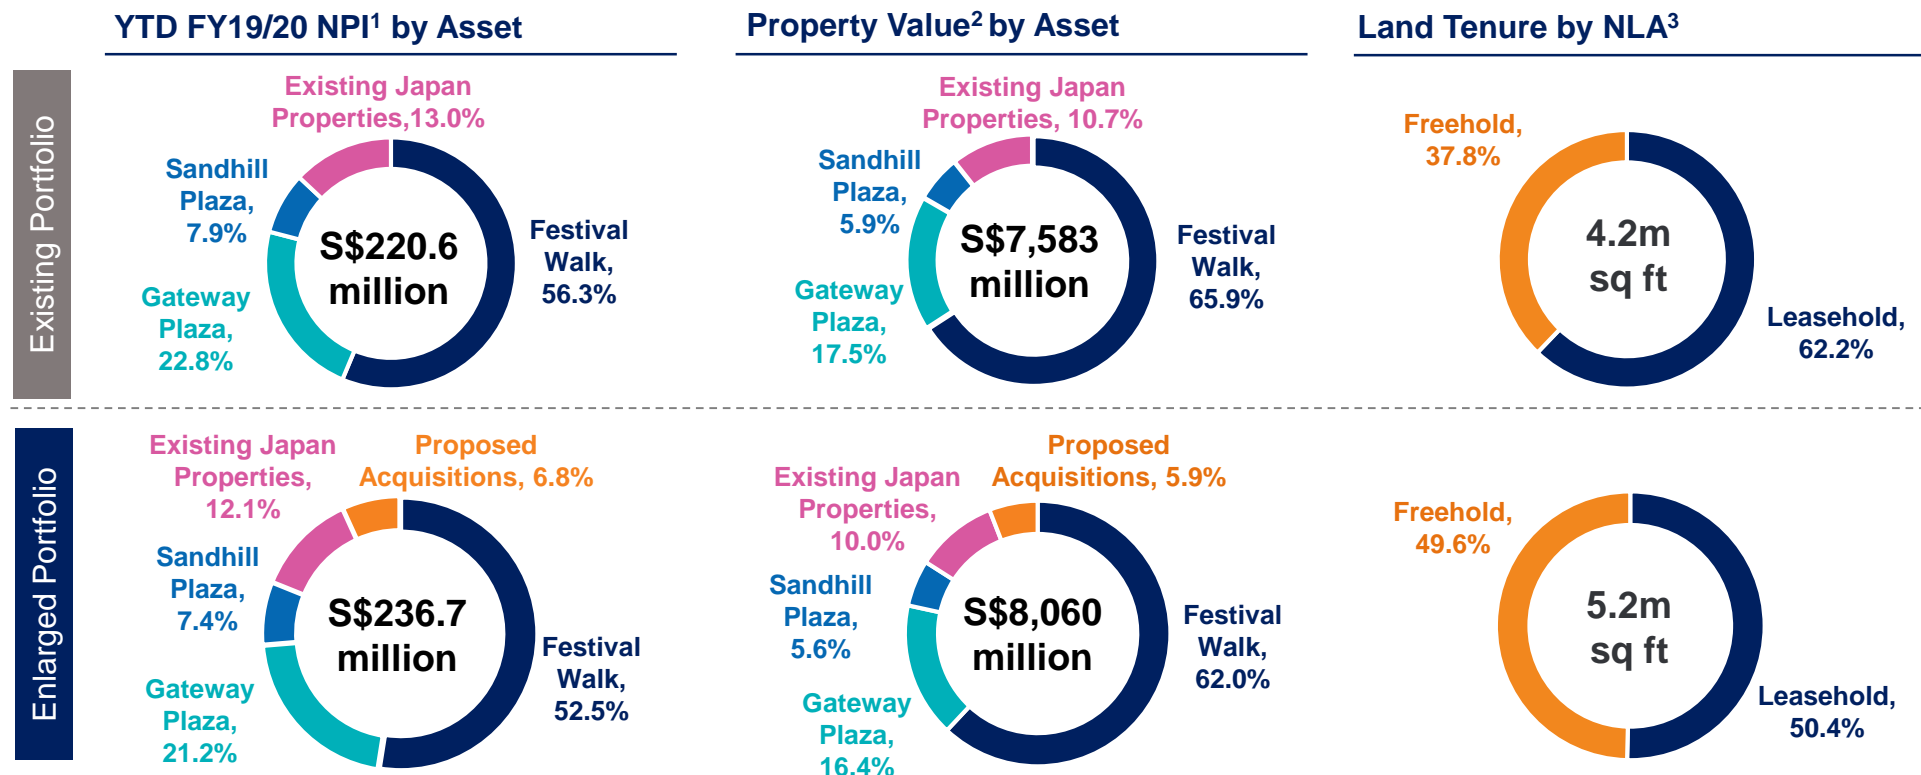 YTD FY19/20 NPI¹ by Asset
Property Value² by Asset
Land Tenure by NLA³
Existing Portfolio
Existing Japan
Properties,13.0%
Sandhill
Plaza,
7.9%
Gateway
Plaza,
22.8%
S$220.6
million
Festival
Walk,
56.3%
Existing Japan
Properties, 10.7%
Sandhill
Plaza,
5.9%
Gateway
Plaza,
17.5%
S$7,583
million
Festival
Walk,
65.9%
Freehold,
37.8%
4.2m
sq ft
Leasehold,
62.2%
Enlarged Portfolio
Existing Japan
Properties,
12.1%
Proposed
Acquisitions, 6.8%
Sandhill
Plaza,
7.4%
Gateway
Plaza,
21.2%
S$236.7
million
Festival
Walk,
52.5%
Proposed
Acquisitions, 5.9%
Existing Japan
Properties,
10.0%
Sandhill
Plaza,
5.6%
Gateway
Plaza,
16.4%
S$8,060
million
Festival
Walk,
62.0%
Freehold,
49.6%
5.2m
sq ft
Leasehold,
50.4%